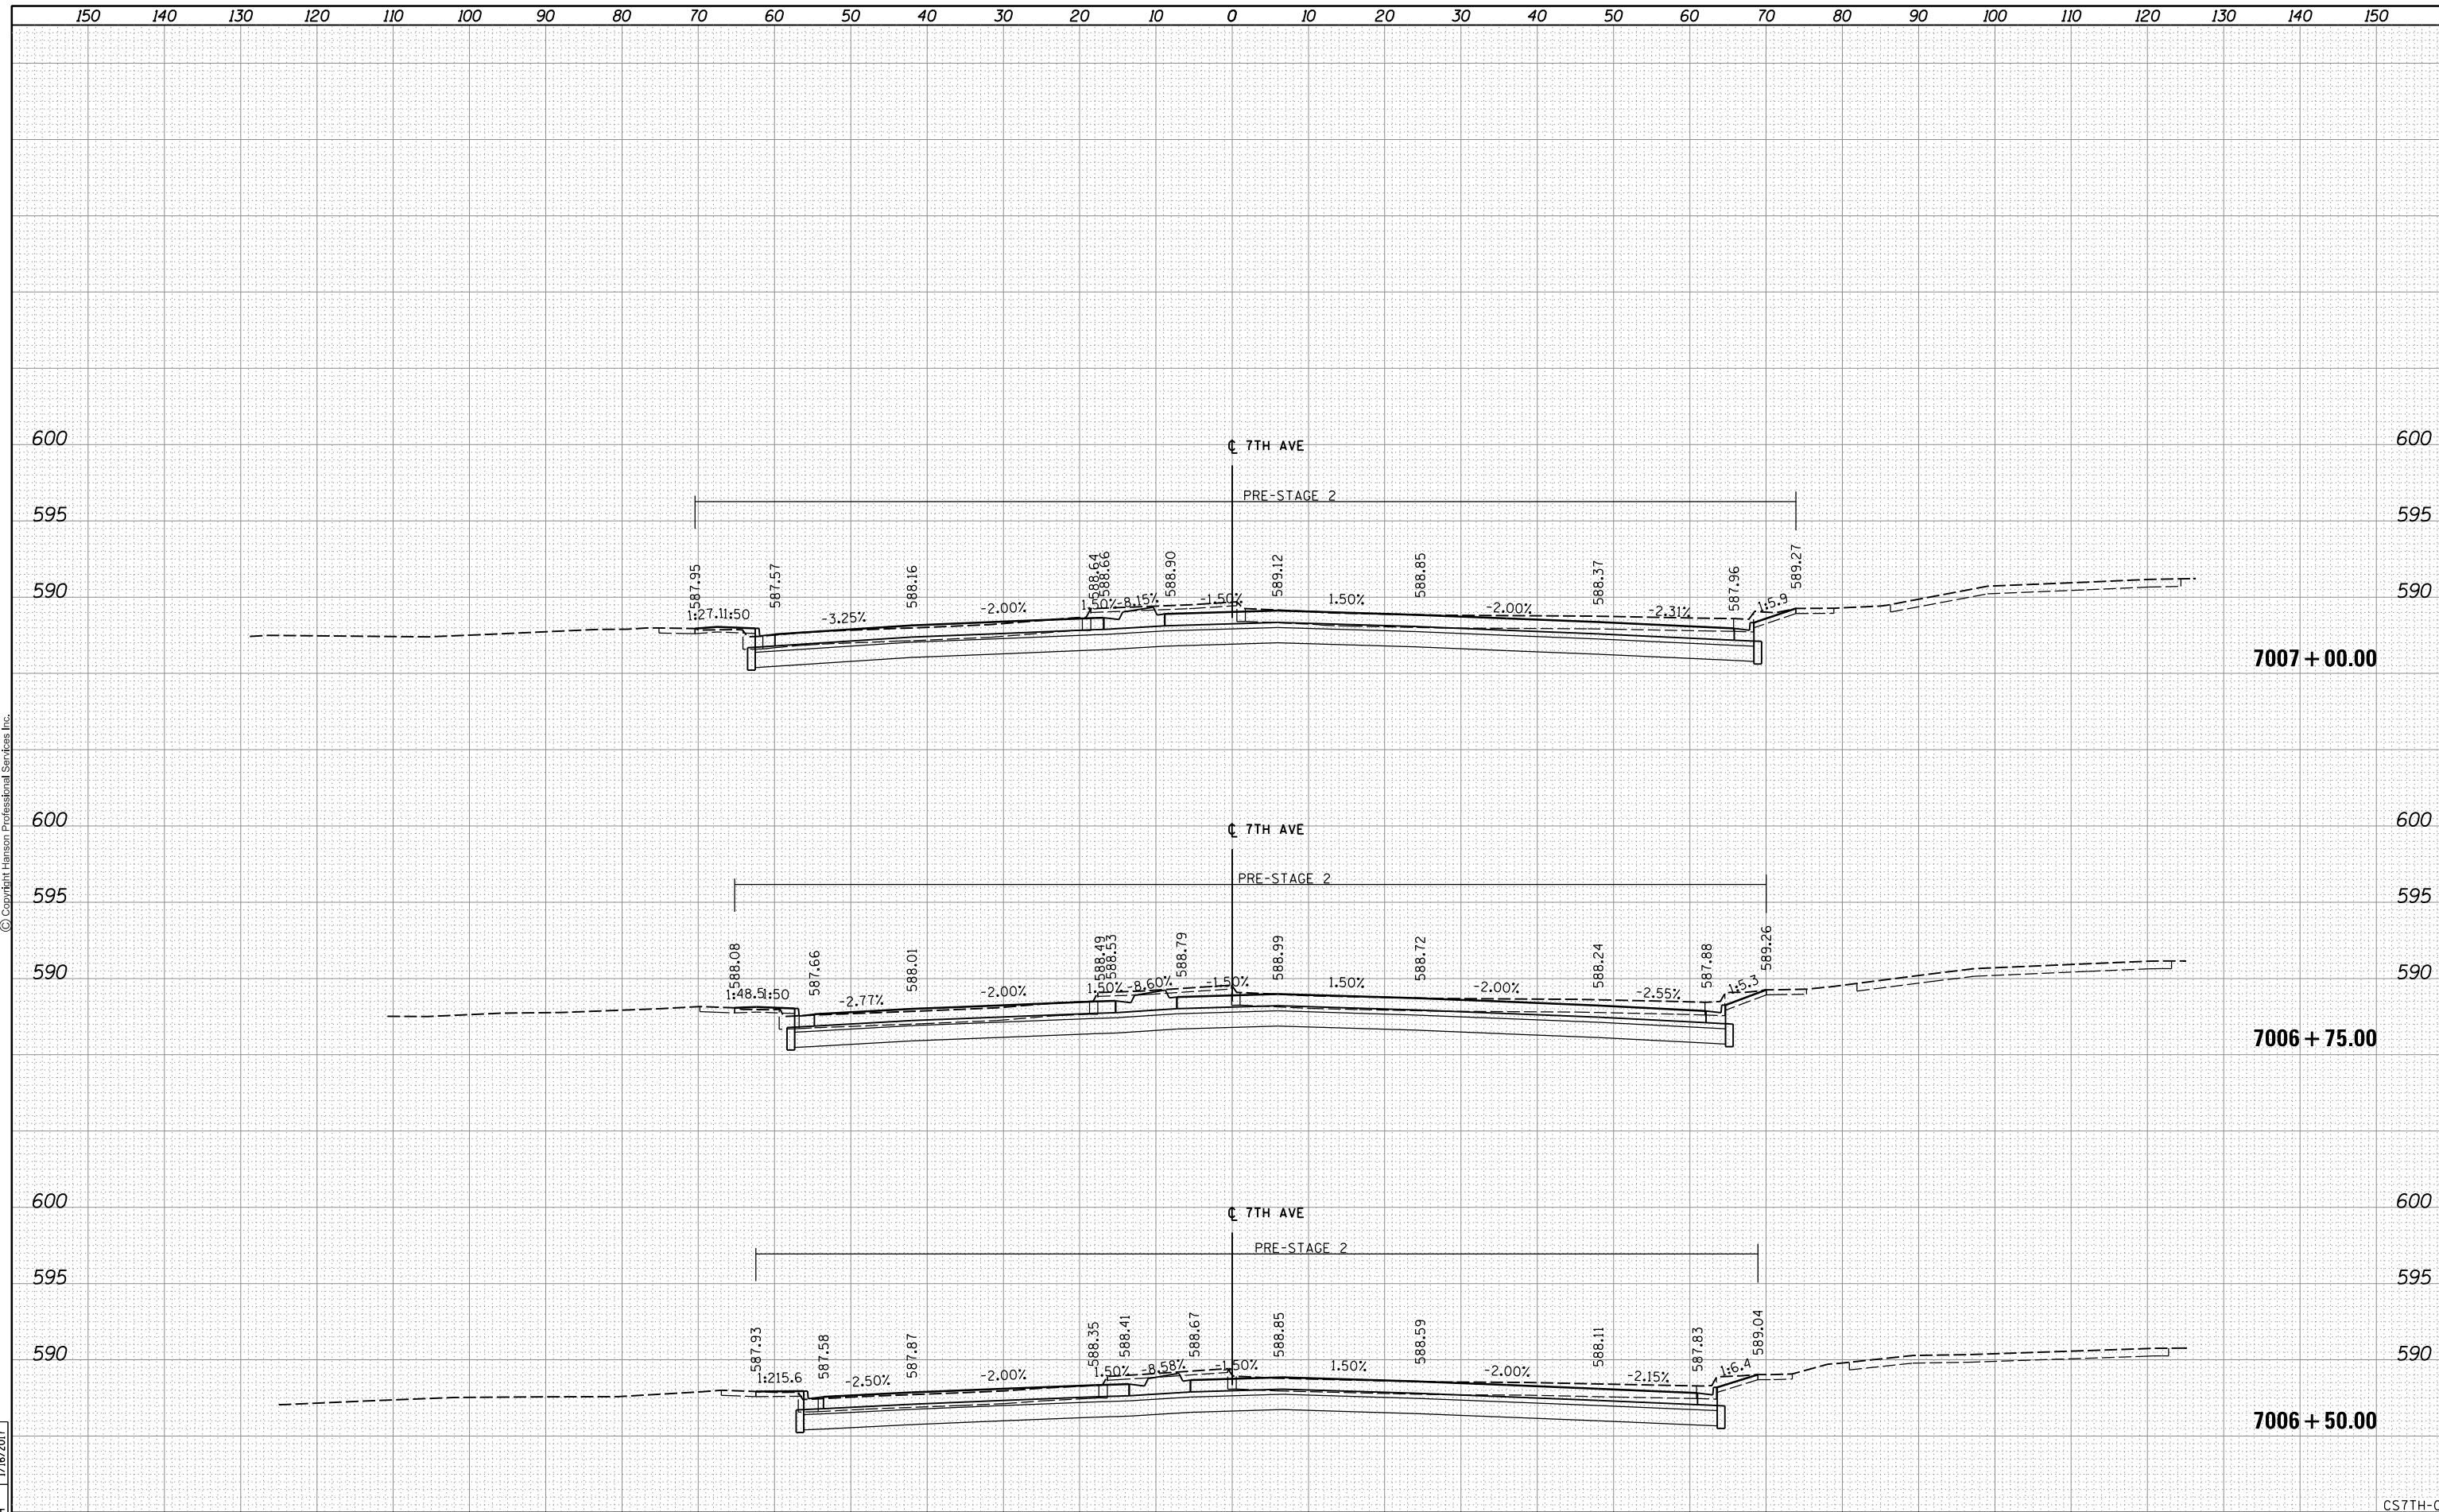 150 140 130 120 110 100 90 80 70 60 50 40 30 20 10 0 10 20 30 40 50 60 70 80 90 100 110 120 130 140 150
600 600
℄ 7TH AVE
PRE-STAGE 2
595 595
587.95 587.57 588.16 588.64 588.66 588.90 589.12 588.85 588.37 587.96 589.27
590 590
1:27.1 1:50 -3.25% -2.00% 1.50% -8.15% -1.50% 1.50% -2.00% -2.31% 1:5.9
7007+00.00
600 600
℄ 7TH AVE
PRE-STAGE 2
595 595
588.08 587.66 588.01 588.49 588.53 588.79 588.99 588.72 588.24 587.88 589.26
590 590
1:48.5 1:50 -2.77% -2.00% 1.50% -8.60% -1.50% 1.50% -2.00% -2.55% 1:5.3
7006+75.00
600 600
℄ 7TH AVE
PRE-STAGE 2
595 595
587.93 587.58 587.87 588.35 588.41 588.67 588.85 588.59 588.11 587.83 589.04
590 590
1:215.6 -2.50% -2.00% 1.50% -8.58% -1.50% 1.50% -2.00% -2.15% 1:6.4
7006+50.00
© Copyright Hanson Professional Services Inc.